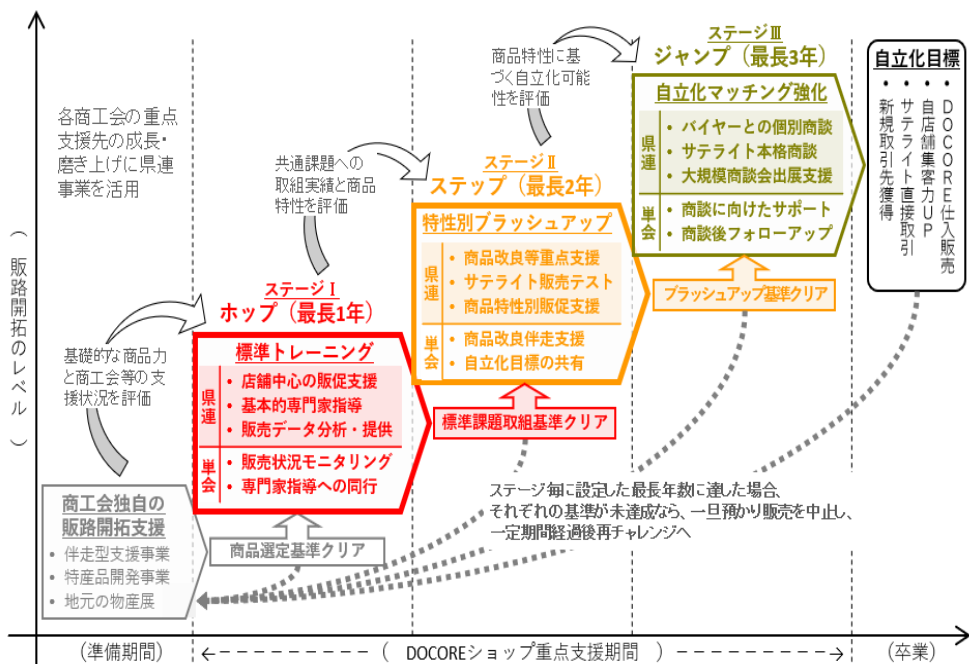 （販路開拓のレベル）
各商工会の重点
支援先の成長・
磨き上げに県連
事業を活用
基礎的な商品力
と商工会等の支
援状況を評価
商工会独自の
販路開拓支援
・ 伴走型支援事業
・ 特産品開発事業
・ 地元の物産展
商品選定基準クリア
共通課題への
取組実績と商品
特性を評価
ステージⅠ
ホップ（最長1年）
標準トレーニング
県連
・ 店舗中心の販促支援
・ 基本的専門家指導
・ 販売データ分析・提供
単会
・ 販売状況モニタリング
・ 専門家指導への同行
標準課題取組基準クリア
商品特性に基
づく自立化可能
性を評価
ステージⅡ
ステップ（最長2年）
特性別ブラッシュアップ
県連
・ 商品改良等重点支援
・ サテライト販売テスト
・ 商品特性別販促支援
単会
・ 商品改良伴走支援
・ 自立化目標の共有
ブラッシュアップ基準クリア
ステージⅢ
ジャンプ（最長3年）
自立化マッチング強化
県連
・ バイヤーとの個別商談
・ サテライト本格商談
・ 大規模商談会出展支援
単会
・ 商談に向けたサポート
・ 商談後フォローアップ
自立化目標
・ DOCORE仕入販売
・ 自店舗集客力UP
・ サテライト直接取引
・ 新規取引先獲得
ステージ毎に設定した最長年数に達した場合、
それぞれの基準が未達成なら、一旦預かり販売を中止し、
一定期間経過後再チャレンジへ
（準備期間）
（ DOCOREショップ重点支援期間 ）
（卒業）